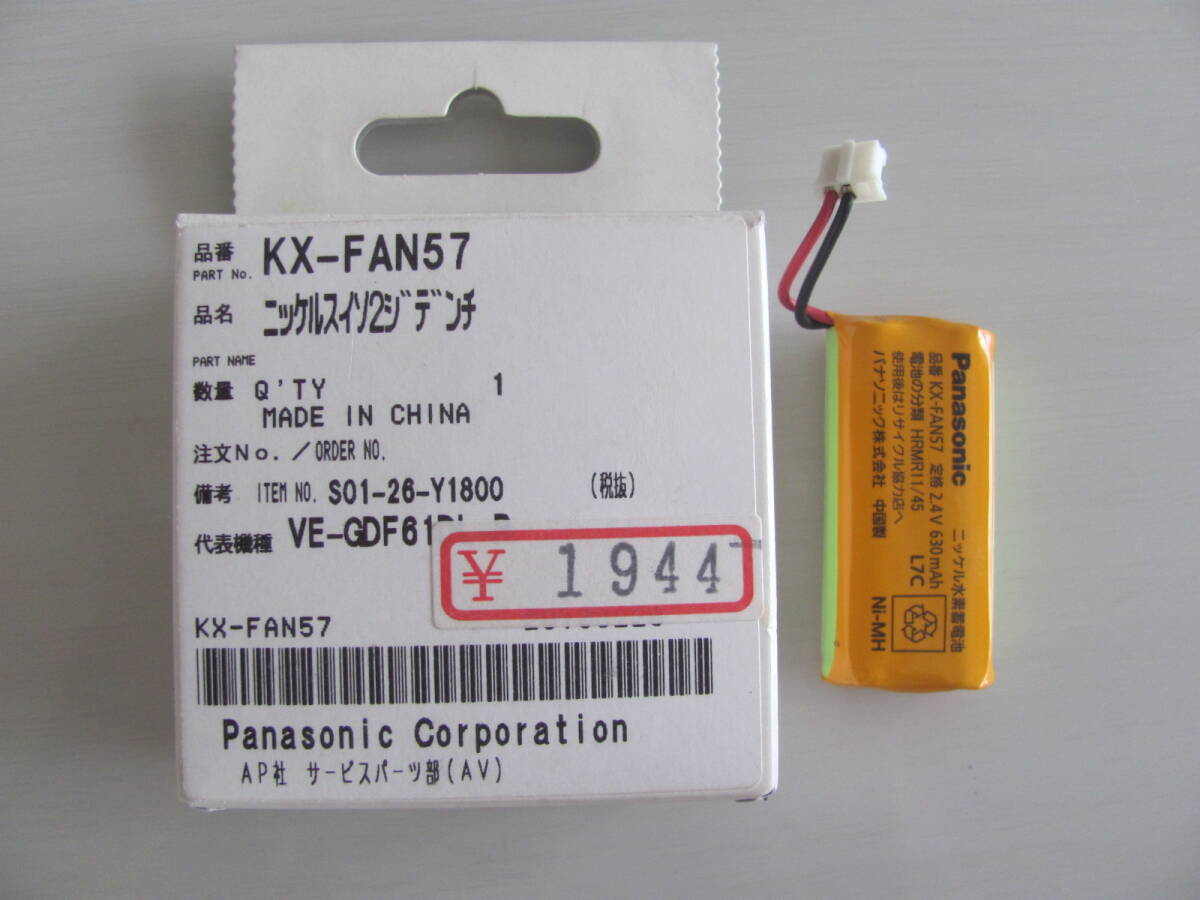 品番 PART No. KX-FAN57
品名 ニッケルスイソ2ジデンチ
PART NAME
数量 Q'TY 1
MADE IN CHINA
注文No./ORDER NO.
備考 ITEM NO. S01-26-Y1800 (税抜)
代表機種 VE-GDF61
¥ 1944
KX-FAN57
Panasonic Corporation
AP社 サービスパーツ部(AV)
Panasonic ニッケル水素蓄電池
品番 KX-FAN57 定格 2.4V 630mAh
電池の分類 HRMR11/45 L7C
使用後はリサイクル協力店へ
パナソニック株式会社 中国製 Ni-MH